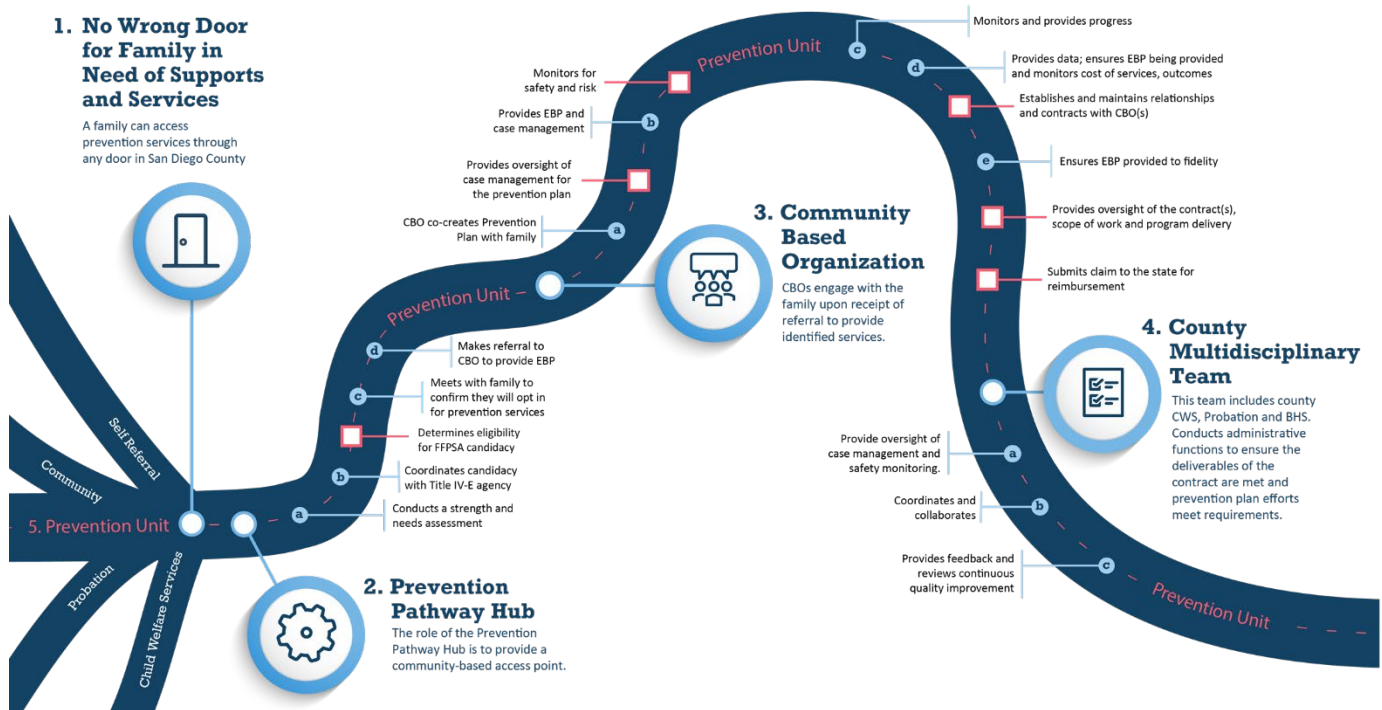 1. No Wrong Door
for Family in
Need of Supports
and Services
A family can access
prevention services through
any door in San Diego County
Self Referral
Community
5. Prevention Unit
Probation
Child Welfare Services
2. Prevention
Pathway Hub
The role of the Prevention
Pathway Hub is to provide a
community-based access point.
a
Conducts a strength and
needs assessment
b
Coordinates candidacy
with Title IV-E agency
Determines eligibility
for FFPSA candidacy
c
Meets with family to
confirm they will opt in
for prevention services
d
Makes referral to
CBO to provide EBP
Prevention Unit
3. Community
Based
Organization
CBOs engage with the
family upon receipt of
referral to provide
identified services.
CBO co-creates Prevention
Plan with family
a
Provides oversight of
case management for
the prevention plan
Provides EBP and
case management
b
Monitors for
safety and risk
Prevention Unit
c
Monitors and provides progress
d
Provides data; ensures EBP being provided
and monitors cost of services, outcomes
Establishes and maintains relationships
and contracts with CBO(s)
e
Ensures EBP provided to fidelity
Provides oversight of the contract(s),
scope of work and program delivery
Submits claim to the state for
reimbursement
4. County
Multidisciplinary
Team
This team includes county
CWS, Probation and BHS.
Conducts administrative
functions to ensure the
deliverables of the
contract are met and
prevention plan efforts
meet requirements.
Provide oversight of
case management and
safety monitoring.
a
Coordinates and
collaborates
b
Provides feedback and
reviews continuous
quality improvement
c
Prevention Unit